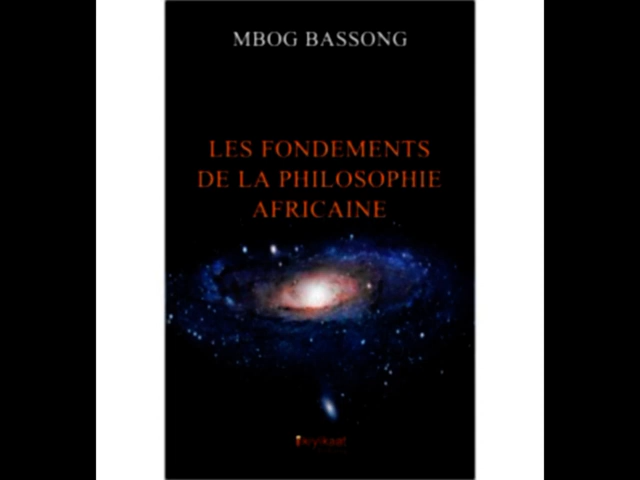 MBOG BASSONG
LES FONDEMENTS
DE LA PHILOSOPHIE
AFRICAINE